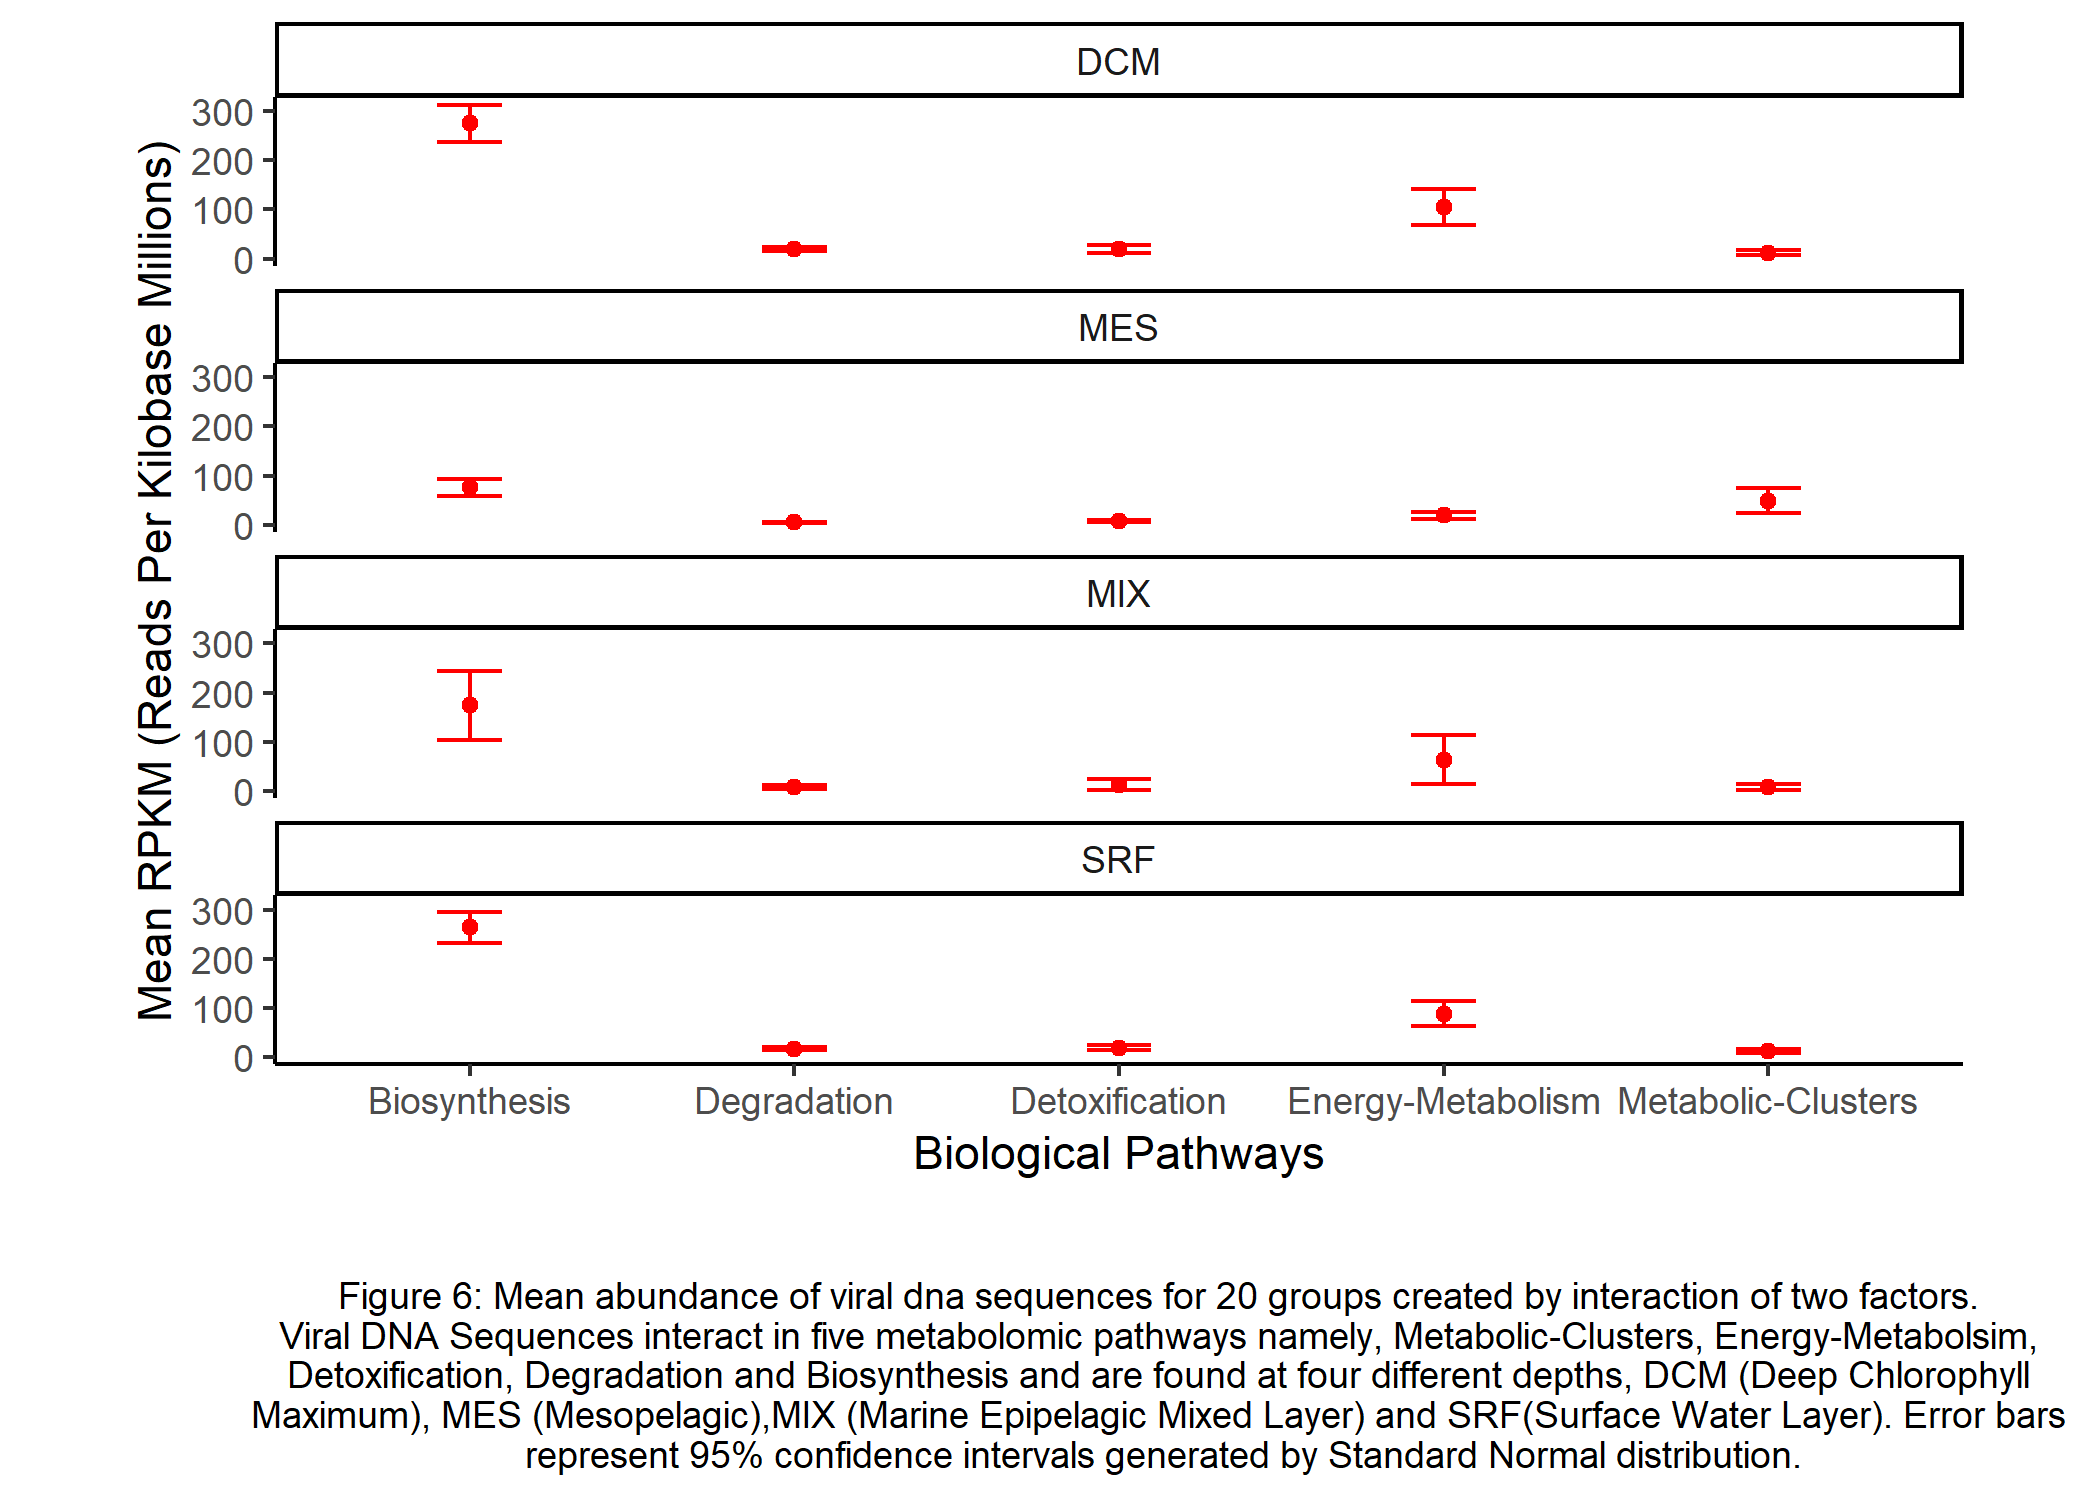 DCM
300
200
100
0
MES
300
200
100
0
MIX
300
200
100
0
SRF
300
200
100
0
Mean RPKM (Reads Per Kilobase Millions)
Biosynthesis Degradation Detoxification Energy-Metabolism Metabolic-Clusters
Biological Pathways
Figure 6: Mean abundance of viral dna sequences for 20 groups created by interaction of two factors.
Viral DNA Sequences interact in five metabolomic pathways namely, Metabolic-Clusters, Energy-Metabolsim,
Detoxification, Degradation and Biosynthesis and are found at four different depths, DCM (Deep Chlorophyll
Maximum), MES (Mesopelagic),MIX (Marine Epipelagic Mixed Layer) and SRF(Surface Water Layer). Error bars
represent 95% confidence intervals generated by Standard Normal distribution.